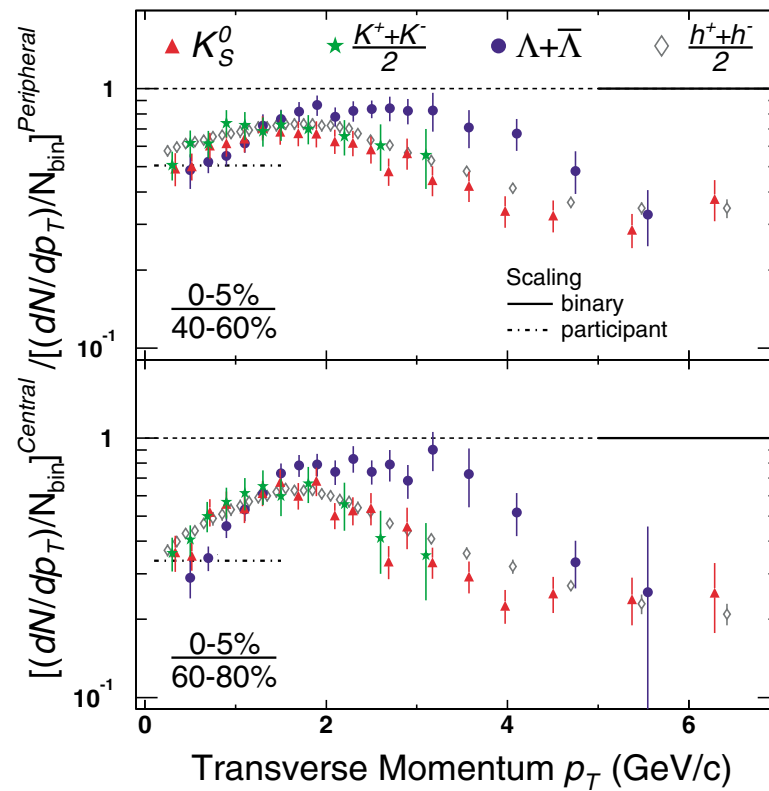 K_S^0 (K^+ + K^-)/2 Λ+Λ̅ (h^+ + h^-)/2
[(dN/dp_T)/N_bin]^Central /[(dN/dp_T)/N_bin]^Peripheral
1
Scaling
binary
participant
0-5%
40-60%
10^-1
1
0-5%
60-80%
10^-1
0 2 4 6
Transverse Momentum p_T (GeV/c)